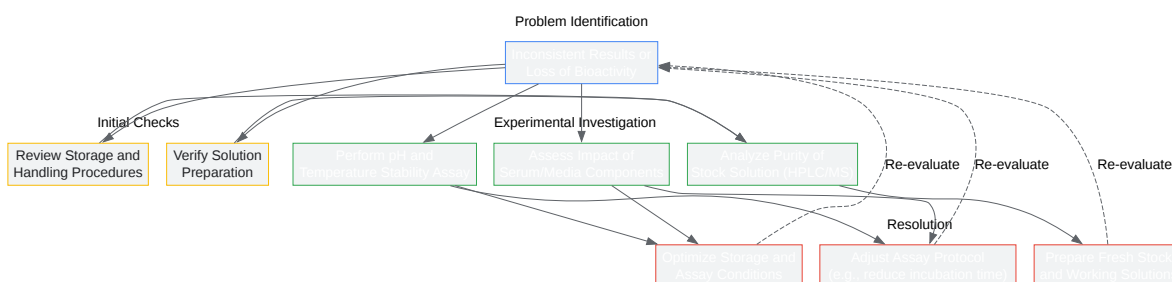 Problem Identification
Inconsistent Results or
Loss of Bioactivity
Initial Checks
Experimental Investigation
Review Storage and
Handling Procedures
Verify Solution
Preparation
Perform pH and
Temperature Stability Assay
Assess Impact of
Serum/Media Components
Analyze Purity of
Stock Solution (HPLC/MS)
Re-evaluate
Re-evaluate
Re-evaluate
Resolution
Optimize Storage and
Assay Conditions
Adjust Assay Protocol
(e.g., reduce incubation time)
Prepare Fresh Stock
and Working Solution